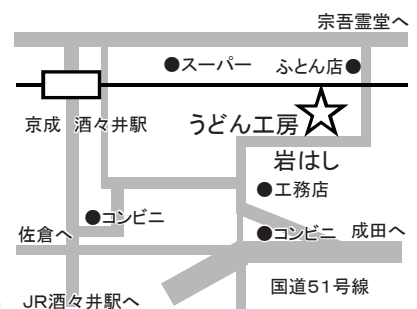 宗吾霊堂へ
●スーパー
ふとん店●
京成 酒々井駅
うどん工房
岩はし
●工務店
●コンビニ
佐倉へ
●コンビニ
成田へ
国道51号線
JR酒々井駅へ